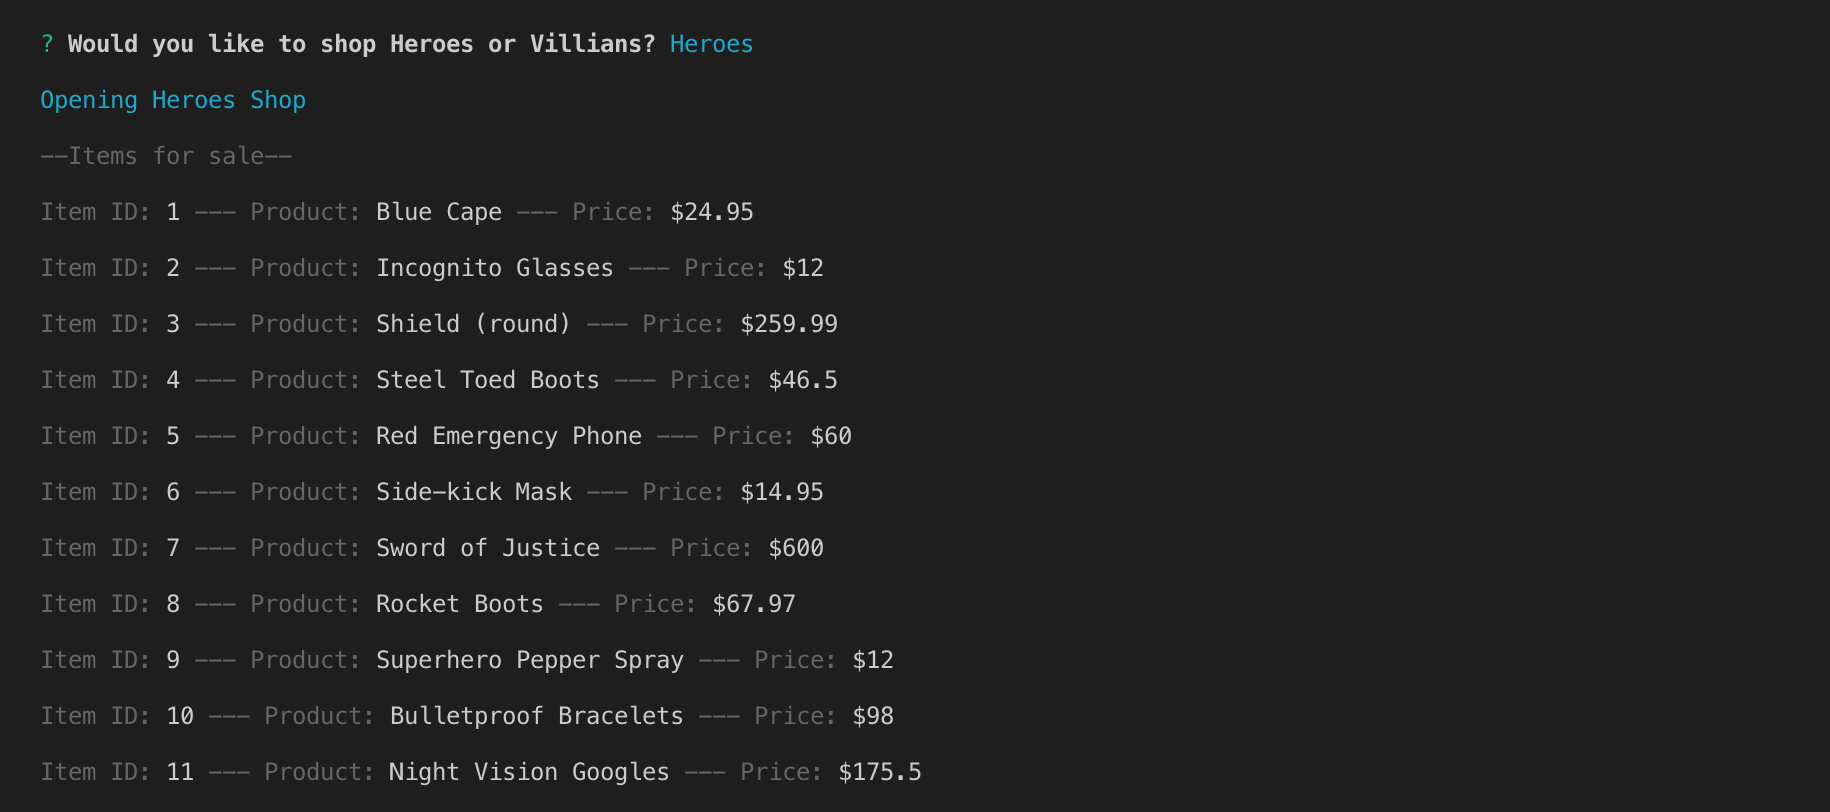 ? Would you like to shop Heroes or Villians? Heroes
Opening Heroes Shop
--Items for sale--
Item ID: 1 --- Product: Blue Cape --- Price: $24.95
Item ID: 2 --- Product: Incognito Glasses --- Price: $12
Item ID: 3 --- Product: Shield (round) --- Price: $259.99
Item ID: 4 --- Product: Steel Toed Boots --- Price: $46.5
Item ID: 5 --- Product: Red Emergency Phone --- Price: $60
Item ID: 6 --- Product: Side-kick Mask --- Price: $14.95
Item ID: 7 --- Product: Sword of Justice --- Price: $600
Item ID: 8 --- Product: Rocket Boots --- Price: $67.97
Item ID: 9 --- Product: Superhero Pepper Spray --- Price: $12
Item ID: 10 --- Product: Bulletproof Bracelets --- Price: $98
Item ID: 11 --- Product: Night Vision Googles --- Price: $175.5